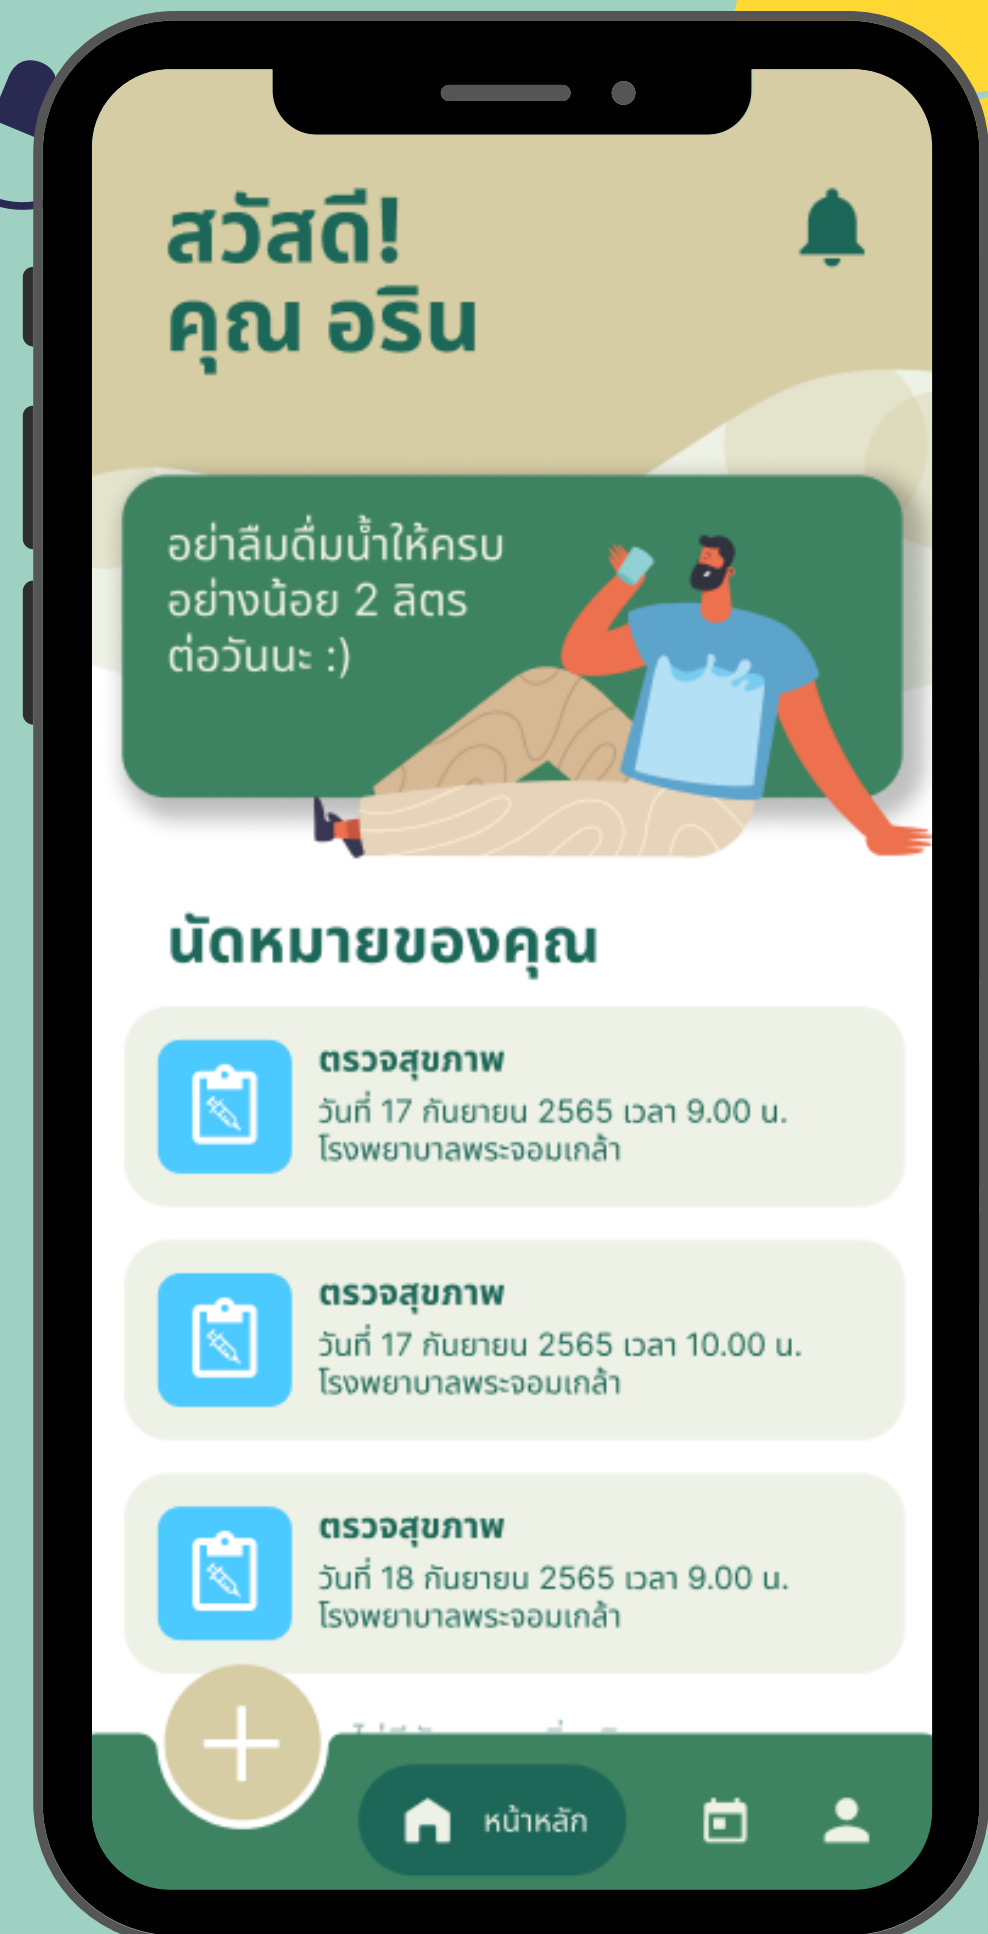 สวัสดี!
คุณ อริน
อย่าลืมดื่มน้ำให้ครบ
อย่างน้อย 2 ลิตร
ต่อวันนะ :)
นัดหมายของคุณ
ตรวจสุขภาพ
วันที่ 17 กันยายน 2565 เวลา 9.00 น.
โรงพยาบาลพระจอมเกล้า
ตรวจสุขภาพ
วันที่ 17 กันยายน 2565 เวลา 10.00 น.
โรงพยาบาลพระจอมเกล้า
ตรวจสุขภาพ
วันที่ 18 กันยายน 2565 เวลา 9.00 น.
โรงพยาบาลพระจอมเกล้า
หน้าหลัก